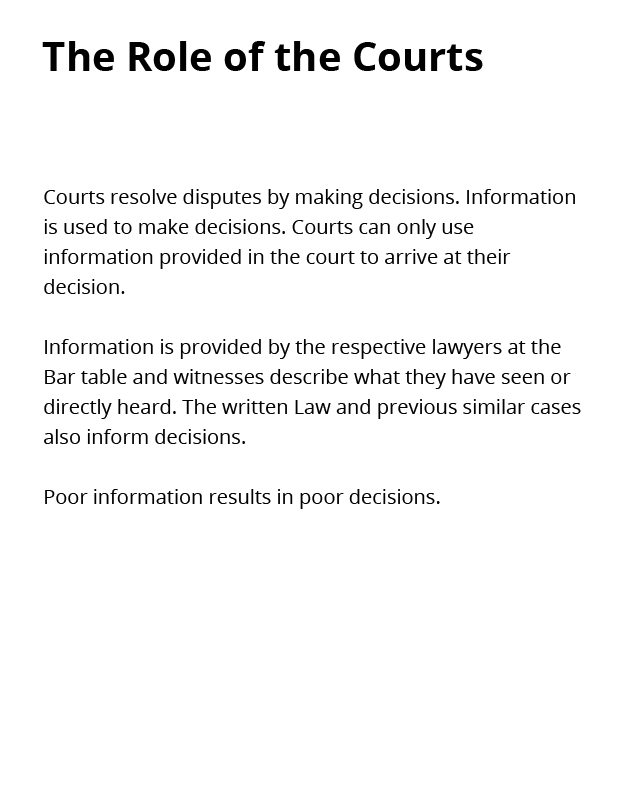 The Role of the Courts
Courts resolve disputes by making decisions. Information
is used to make decisions. Courts can only use
information provided in the court to arrive at their
decision.
Information is provided by the respective lawyers at the
Bar table and witnesses describe what they have seen or
directly heard. The written Law and previous similar cases
also inform decisions.
Poor information results in poor decisions.